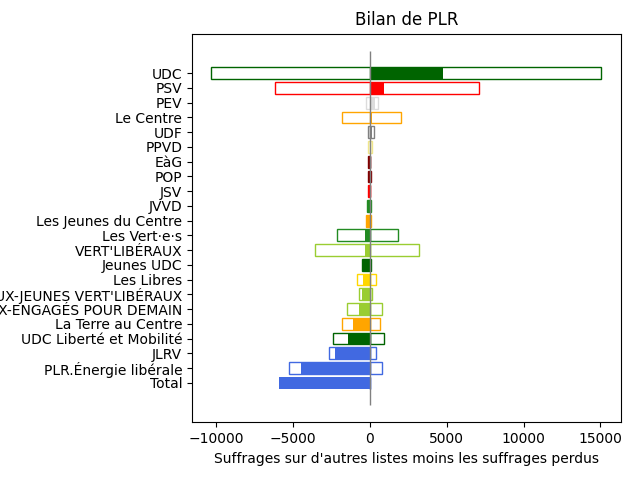 Bilan de PLR
UDC
PSV
PEV
Le Centre
UDF
PPVD
EàG
POP
JSV
JVVD
Les Jeunes du Centre
Les Vert·e·s
VERT'LIBÉRAUX
Jeunes UDC
Les Libres
UX-JEUNES VERT'LIBÉRAUX
X-ENGAGÉS POUR DEMAIN
La Terre au Centre
UDC Liberté et Mobilité
JLRV
PLR.Énergie libérale
Total
−10000 −5000 0 5000 10000 15000
Suffrages sur d'autres listes moins les suffrages perdus